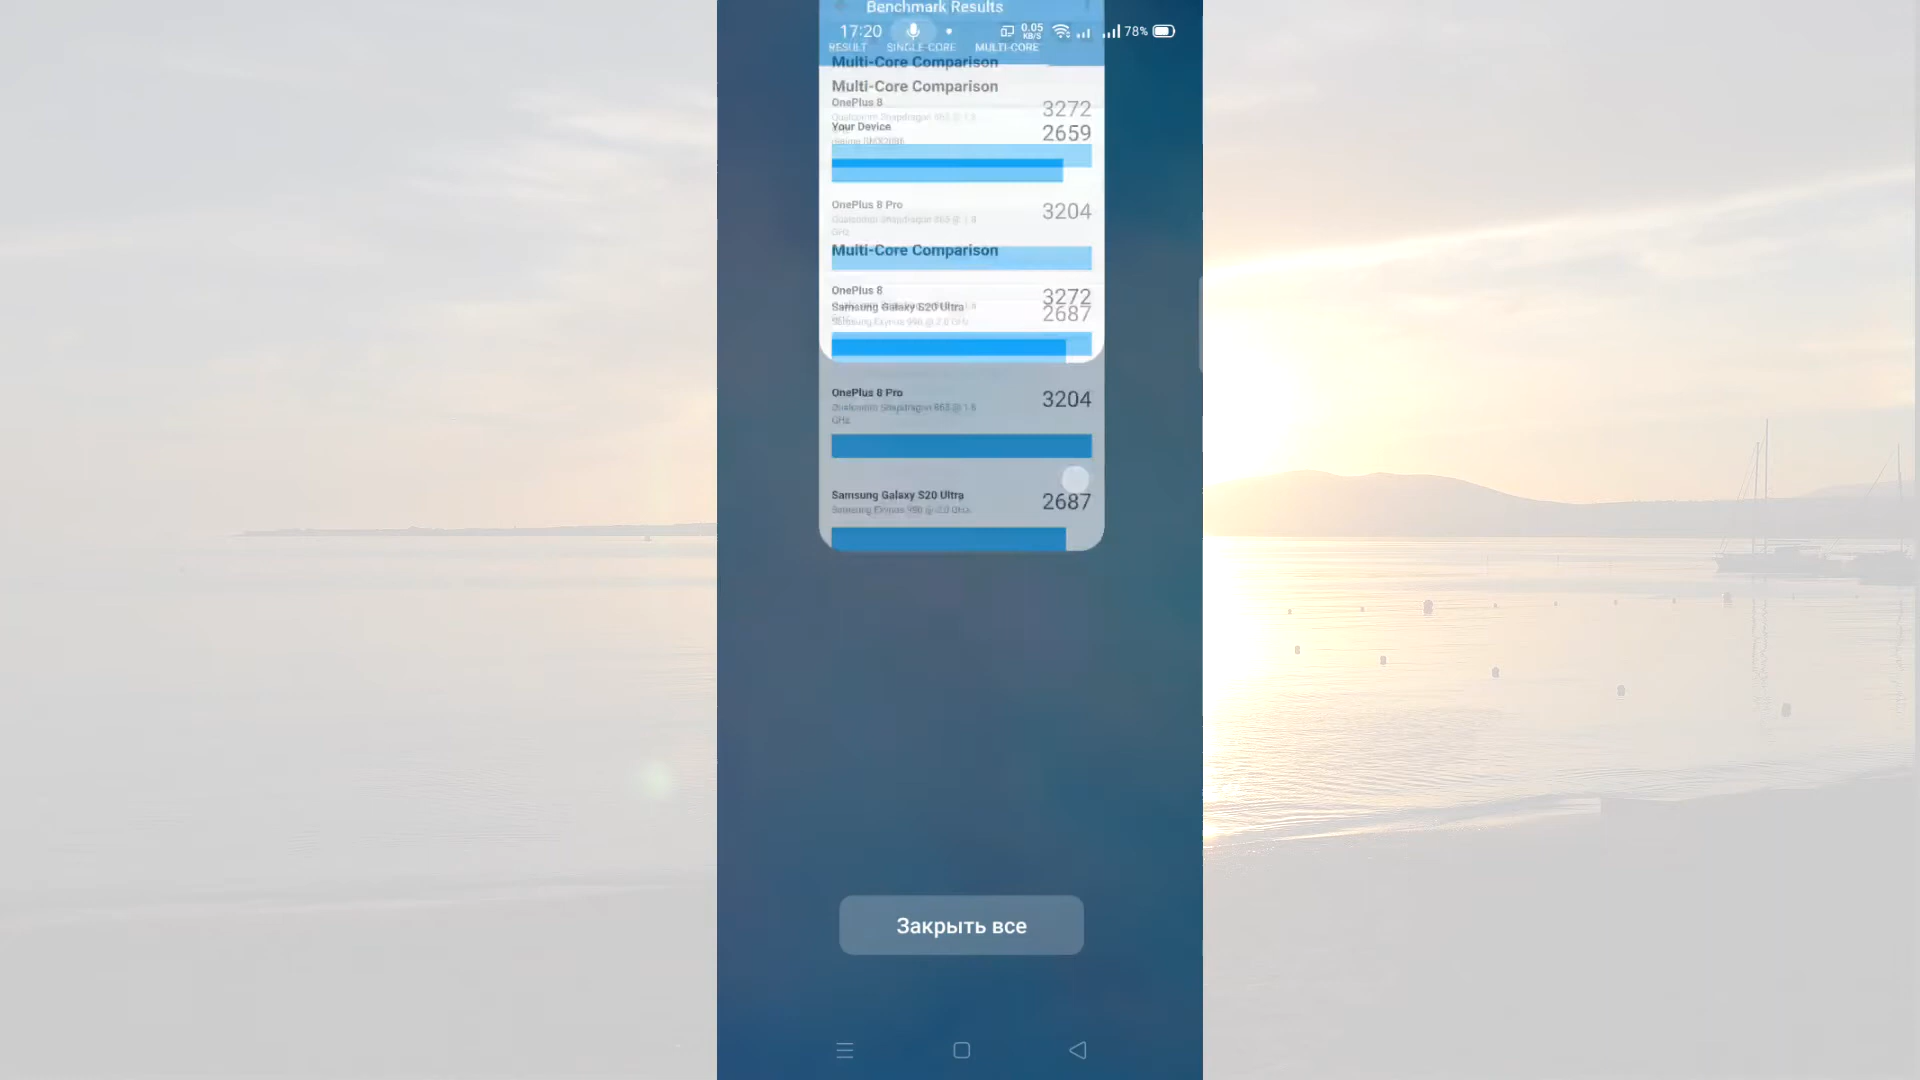 Benchmark Results
17:20
0.05
KB/S
78%
RESULT SINGLE-CORE MULTI-CORE
Multi-Core Comparison
Multi-Core Comparison
OnePlus 8 3272
Your Device 2659
OnePlus 8 Pro 3204
GHz
Multi-Core Comparison
OnePlus 8 3272
Samsung Galaxy S20 Ultra 2687
OnePlus 8 Pro 3204
GHz
Samsung Galaxy S20 Ultra 2687
Закрыть все